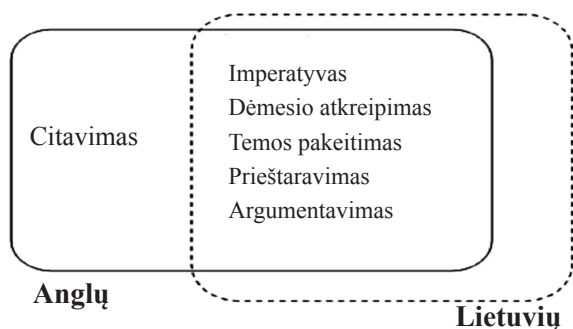 Citavimas
Imperatyvas
Dėmesio atkreipimas
Temos pakeitimas
Prieštaravimas
Argumentavimas
Anglų
Lietuvių